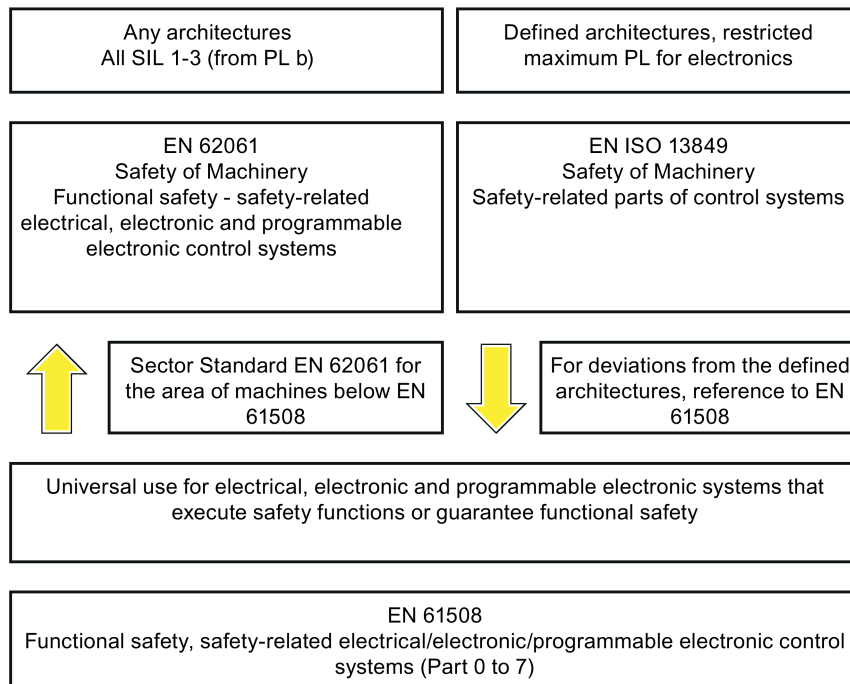 Any architectures
All SIL 1-3 (from PL b)
Defined architectures, restricted
maximum PL for electronics
EN 62061
Safety of Machinery
Functional safety - safety-related
electrical, electronic and programmable
electronic control systems
EN ISO 13849
Safety of Machinery
Safety-related parts of control systems
Sector Standard EN 62061 for
the area of machines below EN
61508
For deviations from the defined
architectures, reference to EN
61508
Universal use for electrical, electronic and programmable electronic systems that
execute safety functions or guarantee functional safety
EN 61508
Functional safety, safety-related electrical/electronic/programmable electronic control
systems (Part 0 to 7)